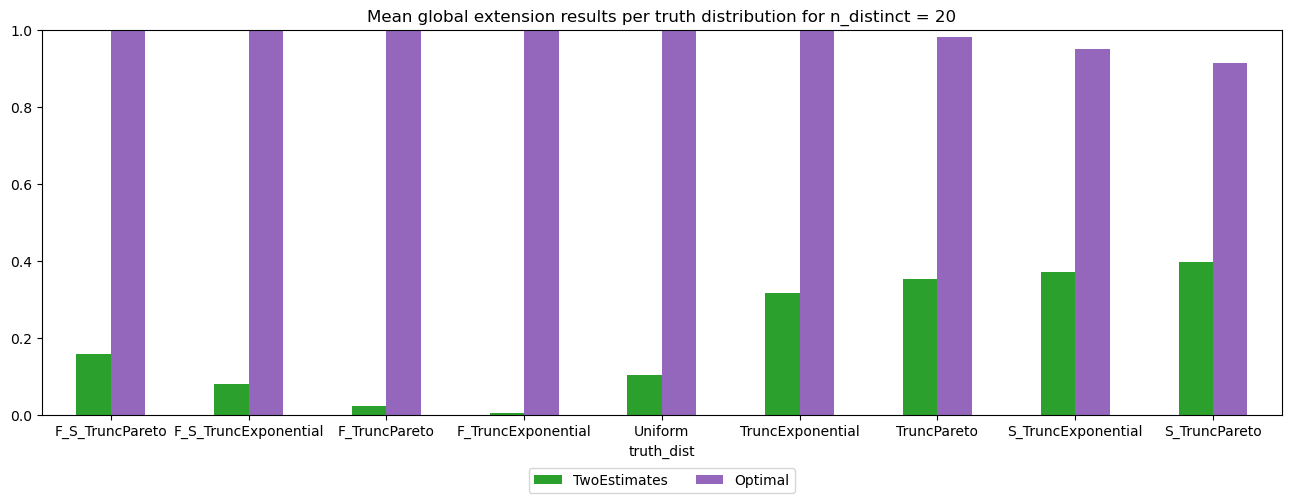 Mean global extension results per truth distribution for n_distinct = 20
1.0
0.8
0.6
0.4
0.2
0.0
F_S_TruncPareto F_S_TruncExponential F_TruncPareto F_TruncExponential Uniform TruncExponential TruncPareto S_TruncExponential S_TruncPareto
truth_dist
TwoEstimates Optimal